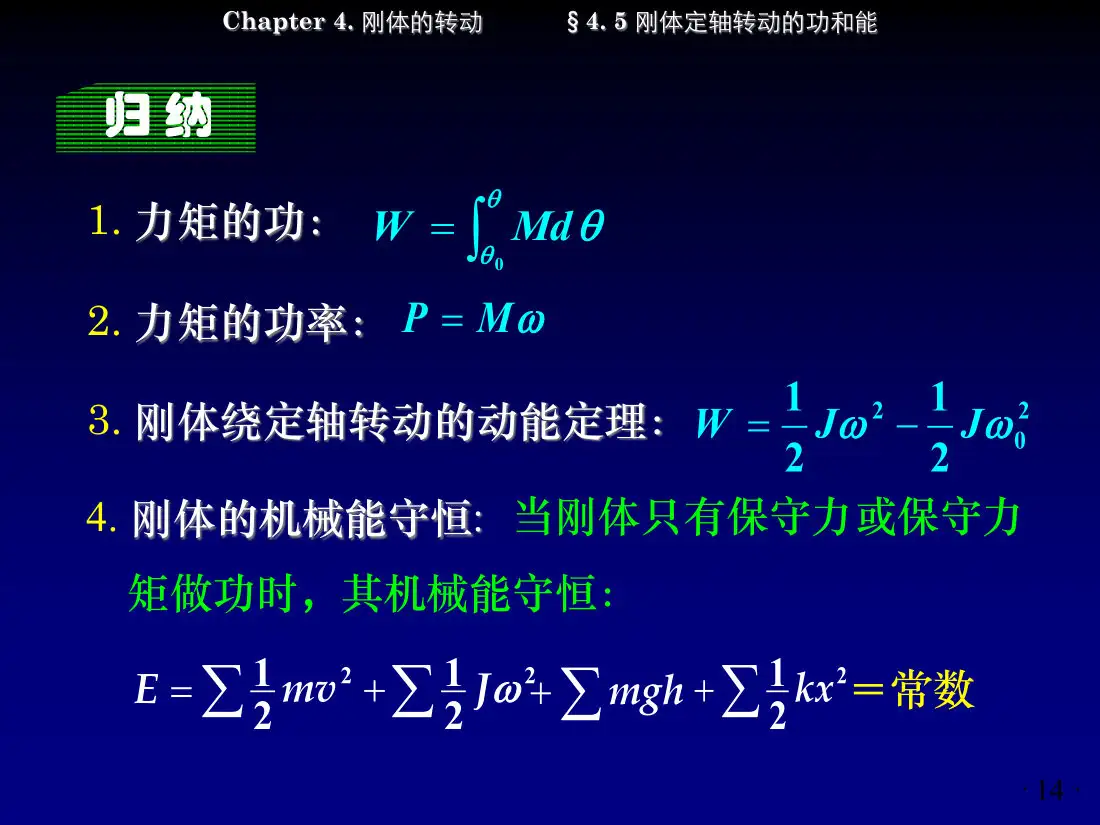 Chapter 4. 刚体的转动 §4. 5 刚体定轴转动的功和能
归 纳
1. 力矩的功： W = ∫_{θ₀}^{θ} Mdθ
2. 力矩的功率： P = Mω
3. 刚体绕定轴转动的动能定理： W = 1/2 Jω² − 1/2 Jω₀²
4. 刚体的机械能守恒: 当刚体只有保守力或保守力
矩做功时，其机械能守恒：
E = ∑ 1/2 mv² + ∑ 1/2 Jω² + ∑ mgh + ∑ 1/2 kx² = 常数
·14·